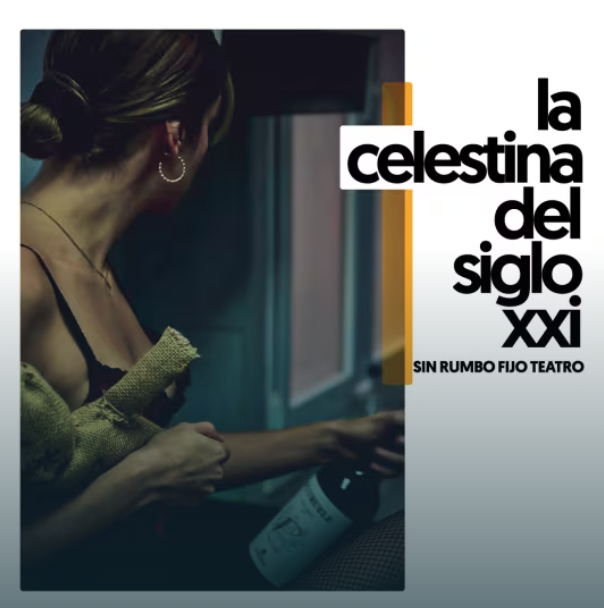 la
celestina
del
siglo
xxi
SIN RUMBO FIJO TEATRO